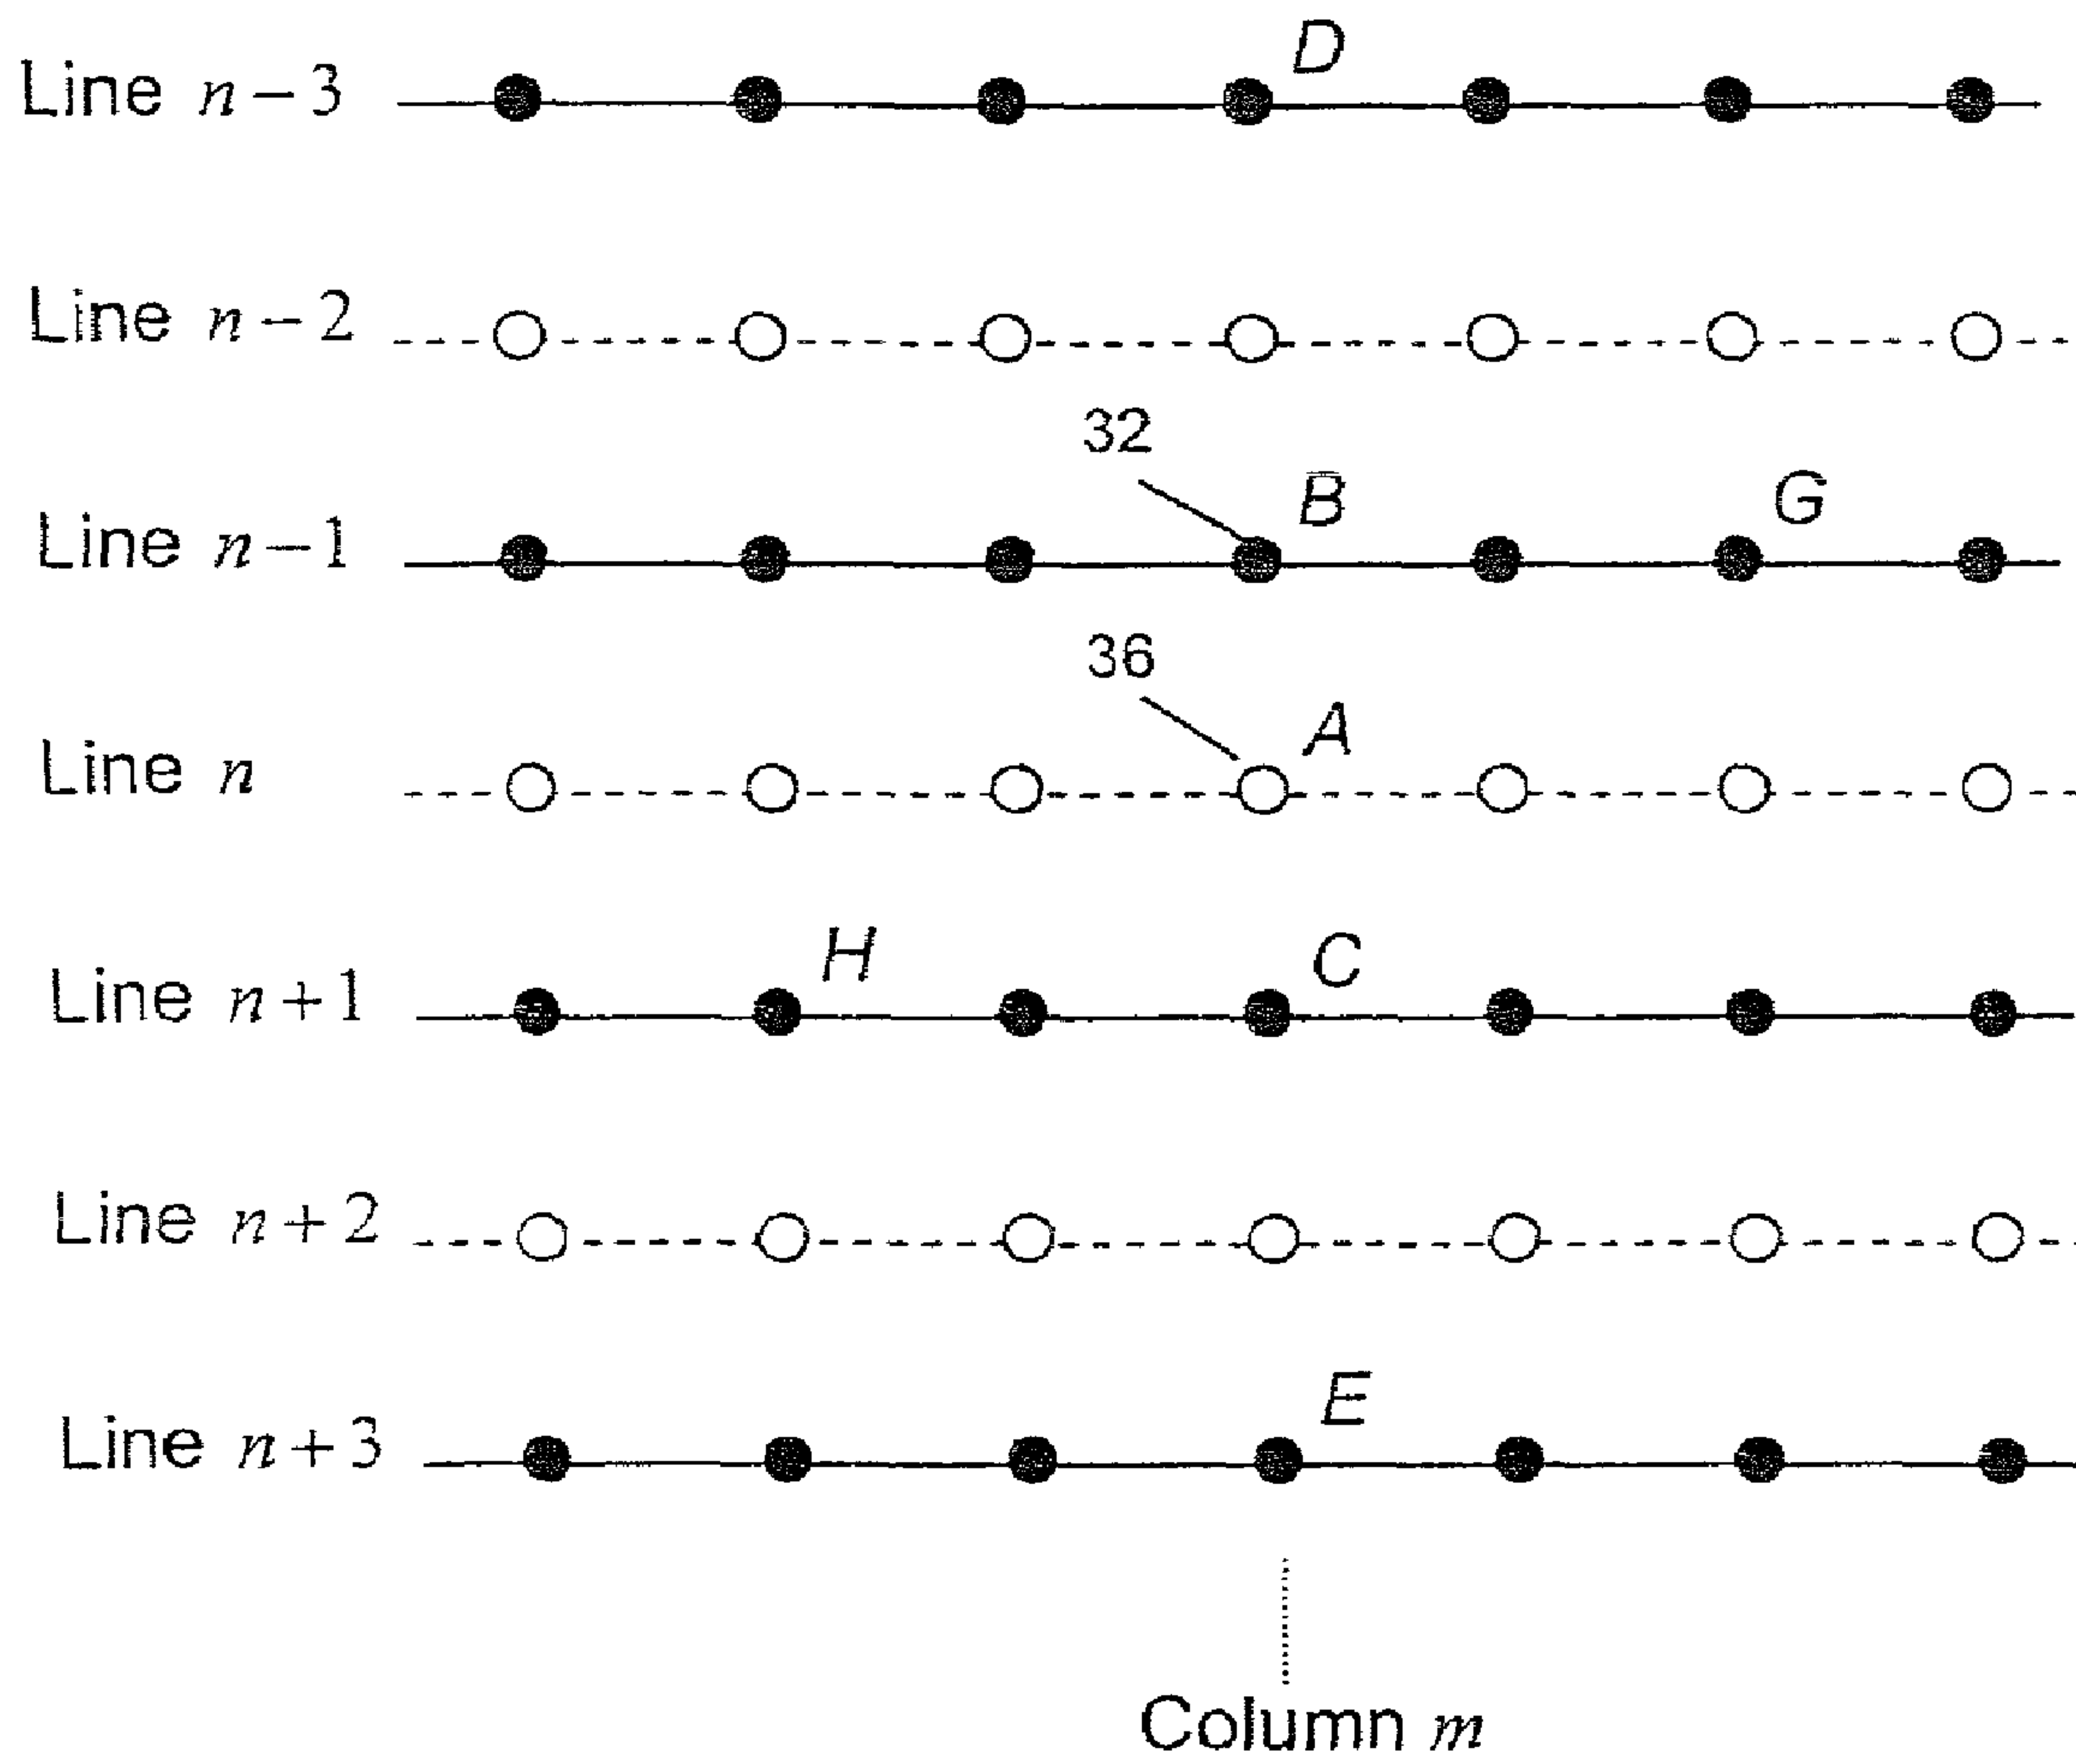 D
Line n−3
Line n−2
32
B G
Line n−1
36
A
Line n
H C
Line n+1
Line n+2
E
Line n+3
Column m